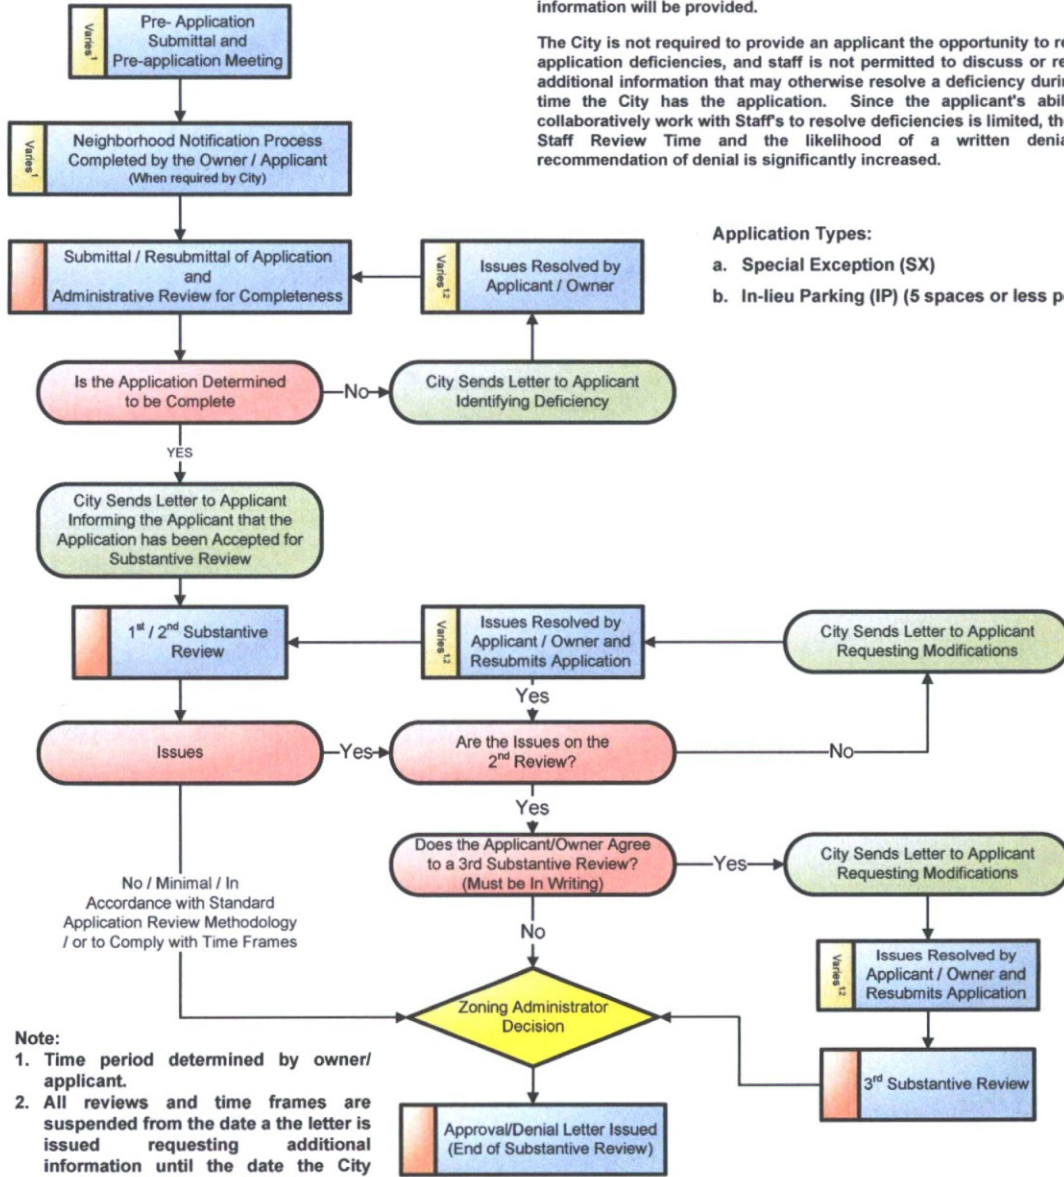 information will be provided.
The City is not required to provide an applicant the opportunity to
application deficiencies, and staff is not permitted to discuss or
additional information that may otherwise resolve a deficiency
time the City has the application. Since the applicant's
collaboratively work with Staff's to resolve deficiencies is limited,
Staff Review Time and the likelihood of a written
recommendation of denial is significantly increased.
Application Types:
a. Special Exception (SX)
b. In-lieu Parking (IP) (5 spaces or less
Varies1
Pre- Application
Submittal and
Pre-application Meeting
Varies1
Neighborhood Notification Process
Completed by the Owner / Applicant
(When required by City)
Submittal / Resubmittal of Application
and
Administrative Review for Completeness
Varies1,2
Issues Resolved by
Applicant / Owner
Is the Application Determined
to be Complete
No
City Sends Letter to Applicant
Identifying Deficiency
YES
City Sends Letter to Applicant
Informing the Applicant that the
Application has been Accepted for
Substantive Review
1st / 2nd Substantive
Review
Varies1,2
Issues Resolved by
Applicant / Owner and
Resubmits Application
City Sends Letter to Applicant
Requesting Modifications
Yes
Issues
Yes
Are the Issues on the
2nd Review?
No
Yes
Does the Applicant/Owner Agree
to a 3rd Substantive Review?
(Must be In Writing)
Yes
City Sends Letter to Applicant
Requesting Modifications
No / Minimal / In
Accordance with Standard
Application Review Methodology
/ or to Comply with Time Frames
No
Varies1,2
Issues Resolved by
Applicant / Owner and
Resubmits Application
Zoning Administrator
Decision
3rd Substantive Review
Approval/Denial Letter Issued
(End of Substantive Review)
Note:
1. Time period determined by owner/
applicant.
2. All reviews and time frames are
suspended from the date a the letter is
issued requesting additional
information until the date the City